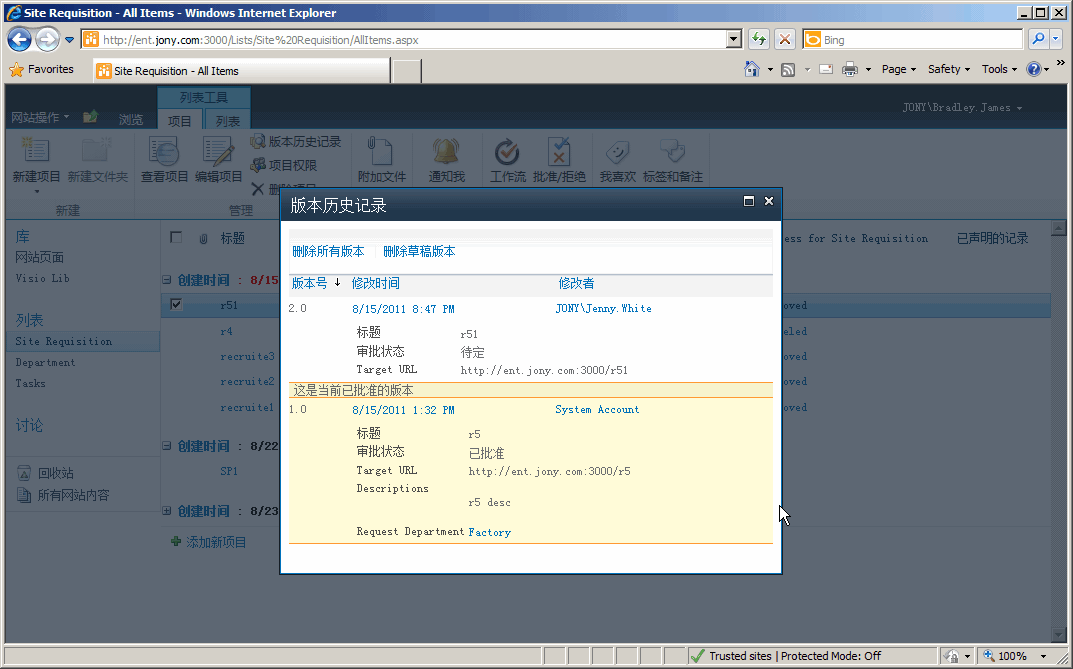 Site Requisition - All Items - Windows Internet Explorer
http://ent.jony.com:3000/Lists/Site%20Requisition/AllItems.aspx
Bing
Favorites
Site Requisition - All Items
Page
Safety
Tools
列表工具
网站操作
浏览
项目
列表
JONY\Bradley.James
新建项目
新建文件夹
查看项目
编辑项目
版本历史记录
项目权限
删除项目
附加文件
通知我
工作流
批准/拒绝
我喜欢
标签和备注
新建
管理
库
网站页面
Visio Lib
列表
Site Requisition
Department
Tasks
讨论
回收站
所有网站内容
标题
ess for Site Requisition
已声明的记录
创建时间 : 8/15
r51
oved
r4
eled
recruite3
oved
recruite2
oved
recruite1
oved
创建时间 : 8/22
SP1
创建时间 : 8/23
添加新项目
版本历史记录
删除所有版本
删除草稿版本
版本号 ↓ 修改时间 修改者
2.0 8/15/2011 8:47 PM JONY\Jenny.White
标题 r51
审批状态 待定
Target URL http://ent.jony.com:3000/r51
这是当前已批准的版本
1.0 8/15/2011 1:32 PM System Account
标题 r5
审批状态 已批准
Target URL http://ent.jony.com:3000/r5
Descriptions
r5 desc
Request Department Factory
Trusted sites | Protected Mode: Off
100%